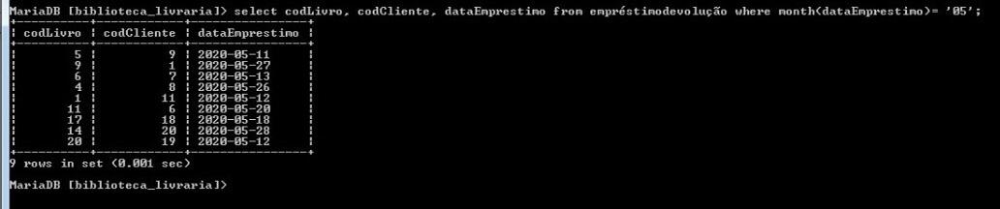 MariaDB [biblioteca_livraria]> select codLivro, codCliente, dataEmprestimo from empréstimodevolução where month(dataEmprestimo)= '05';
+----------+------------+----------------+
| codLivro | codCliente | dataEmprestimo |
+----------+------------+----------------+
| 5 | 9 | 2020-05-11 |
| 9 | 1 | 2020-05-27 |
| 6 | 7 | 2020-05-13 |
| 4 | 8 | 2020-05-26 |
| 1 | 11 | 2020-05-12 |
| 11 | 6 | 2020-05-20 |
| 17 | 18 | 2020-05-18 |
| 14 | 20 | 2020-05-28 |
| 20 | 19 | 2020-05-12 |
+----------+------------+----------------+
9 rows in set (0.001 sec)
MariaDB [biblioteca_livraria]>